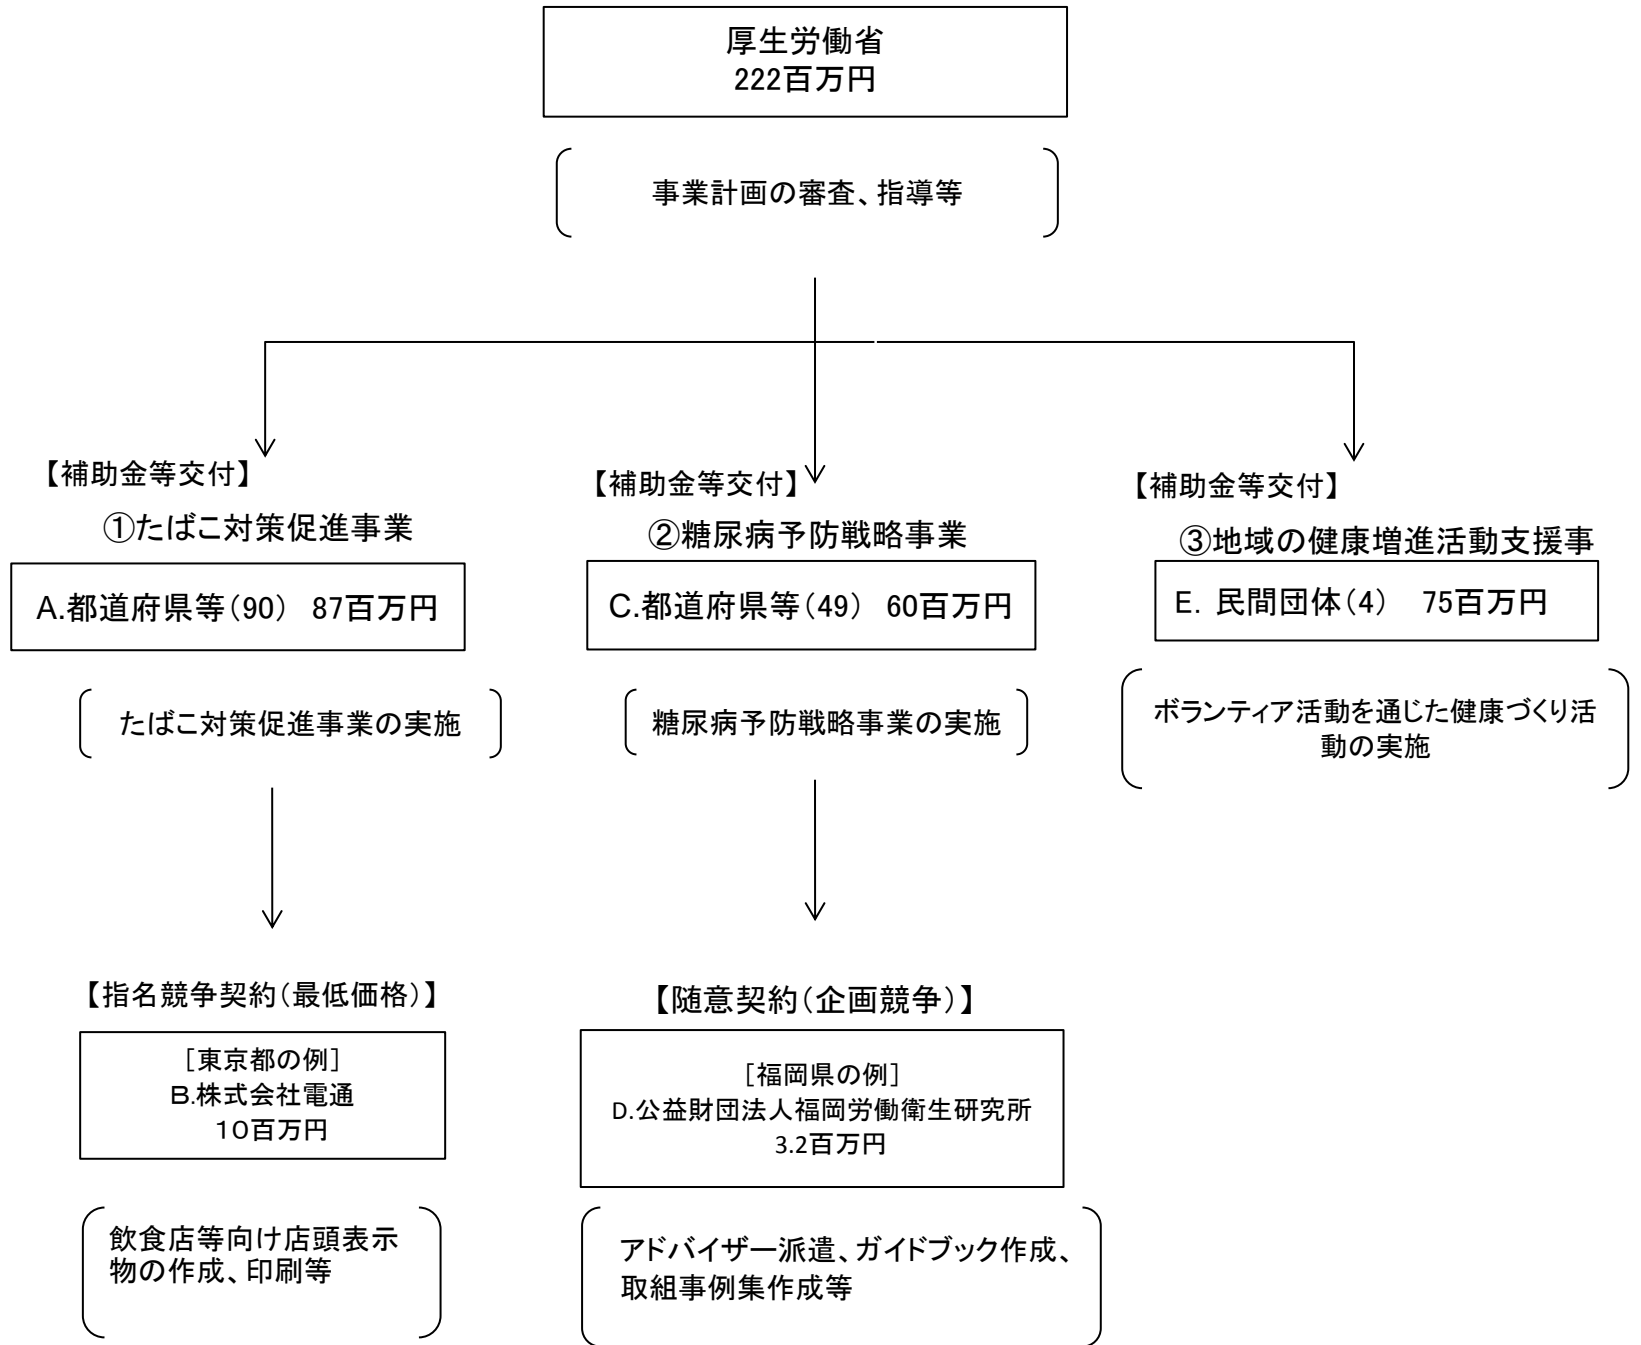 厚生労働省
222百万円
事業計画の審査、指導等
【補助金等交付】
①たばこ対策促進事業
A.都道府県等（90） 87百万円
たばこ対策促進事業の実施
【補助金等交付】
②糖尿病予防戦略事業
C.都道府県等（49） 60百万円
糖尿病予防戦略事業の実施
【補助金等交付】
③地域の健康増進活動支援事
E. 民間団体（4） 75百万円
ボランティア活動を通じた健康づくり活
動の実施
【指名競争契約（最低価格）】
［東京都の例］
B.株式会社電通
１０百万円
飲食店等向け店頭表示
物の作成、印刷等
【随意契約（企画競争）】
［福岡県の例］
D.公益財団法人福岡労働衛生研究所
3.2百万円
アドバイザー派遣、ガイドブック作成、
取組事例集作成等